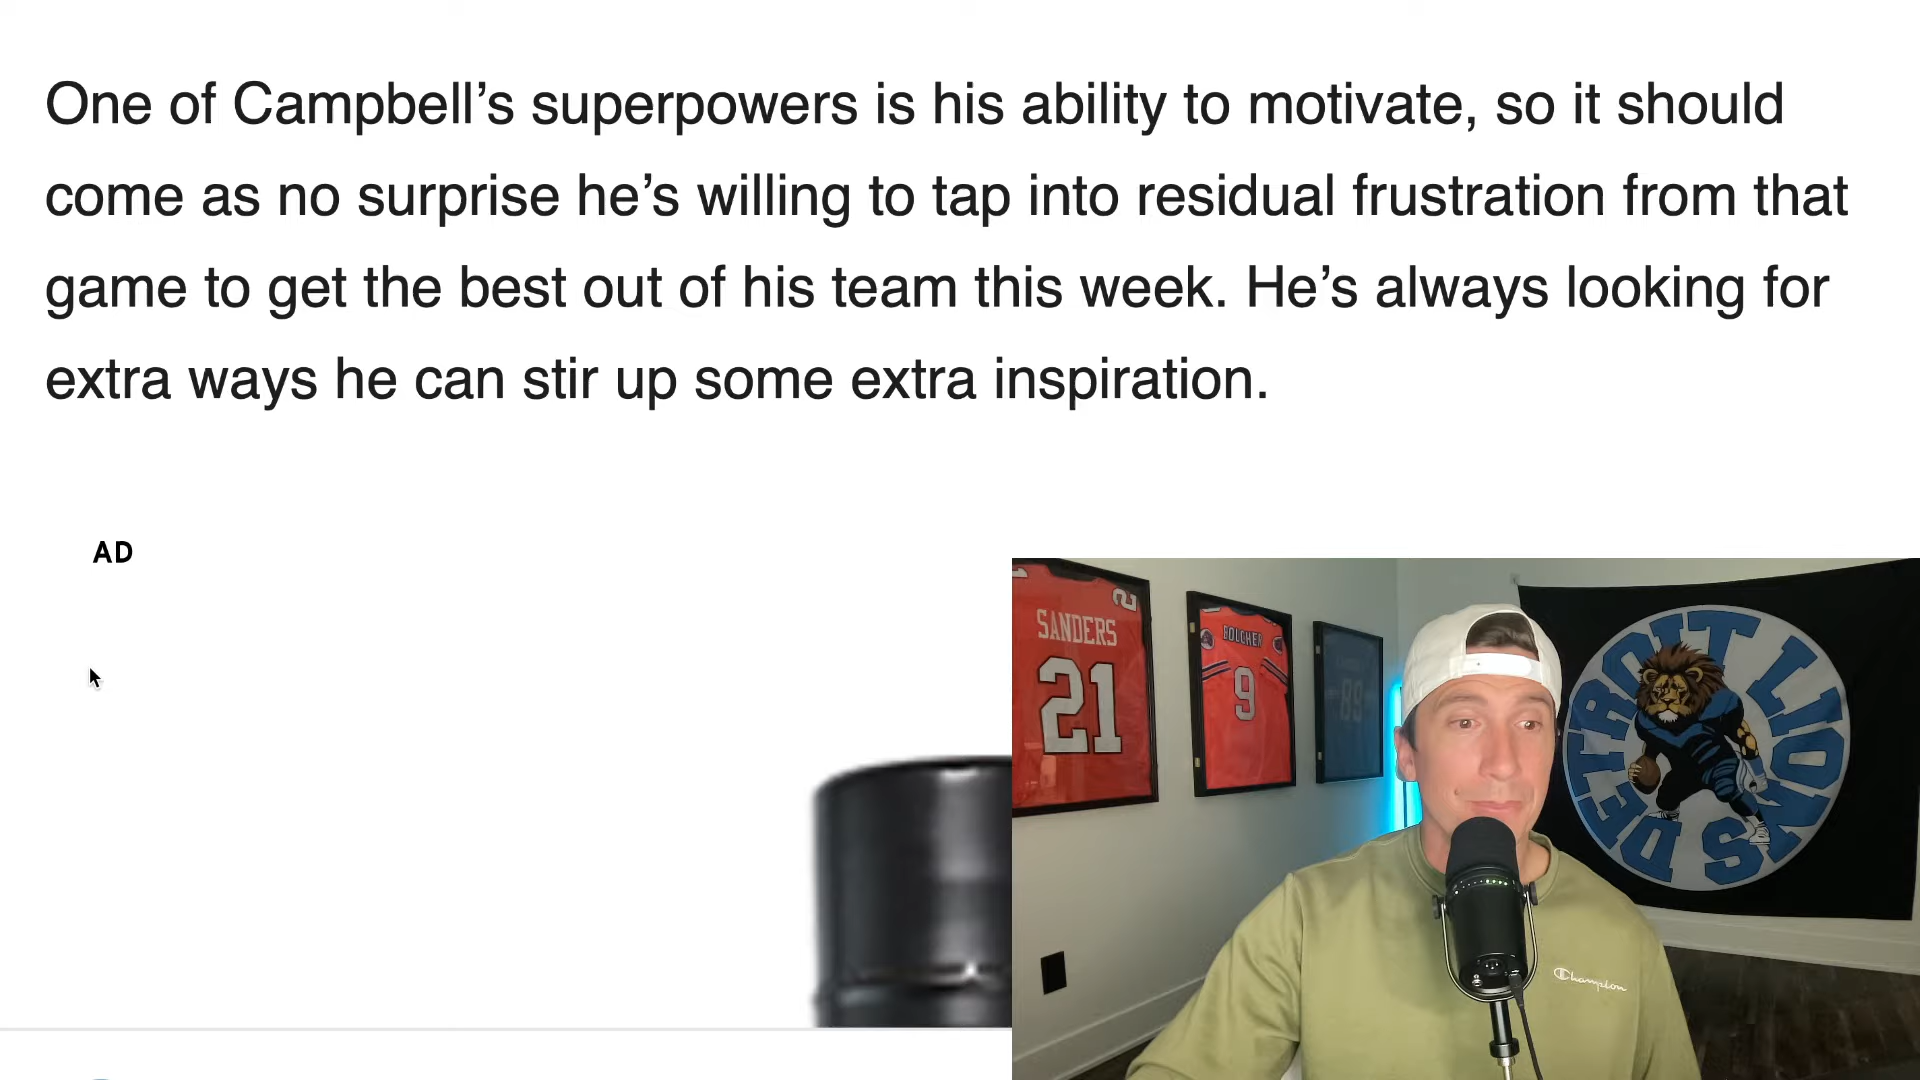 One of Campbell’s superpowers is his ability to motivate, so it should
come as no surprise he’s willing to tap into residual frustration from that
game to get the best out of his team this week. He’s always looking for
extra ways he can stir up some extra inspiration.
AD
SANDERS
21
9
89
DETROIT LIONS
Champion